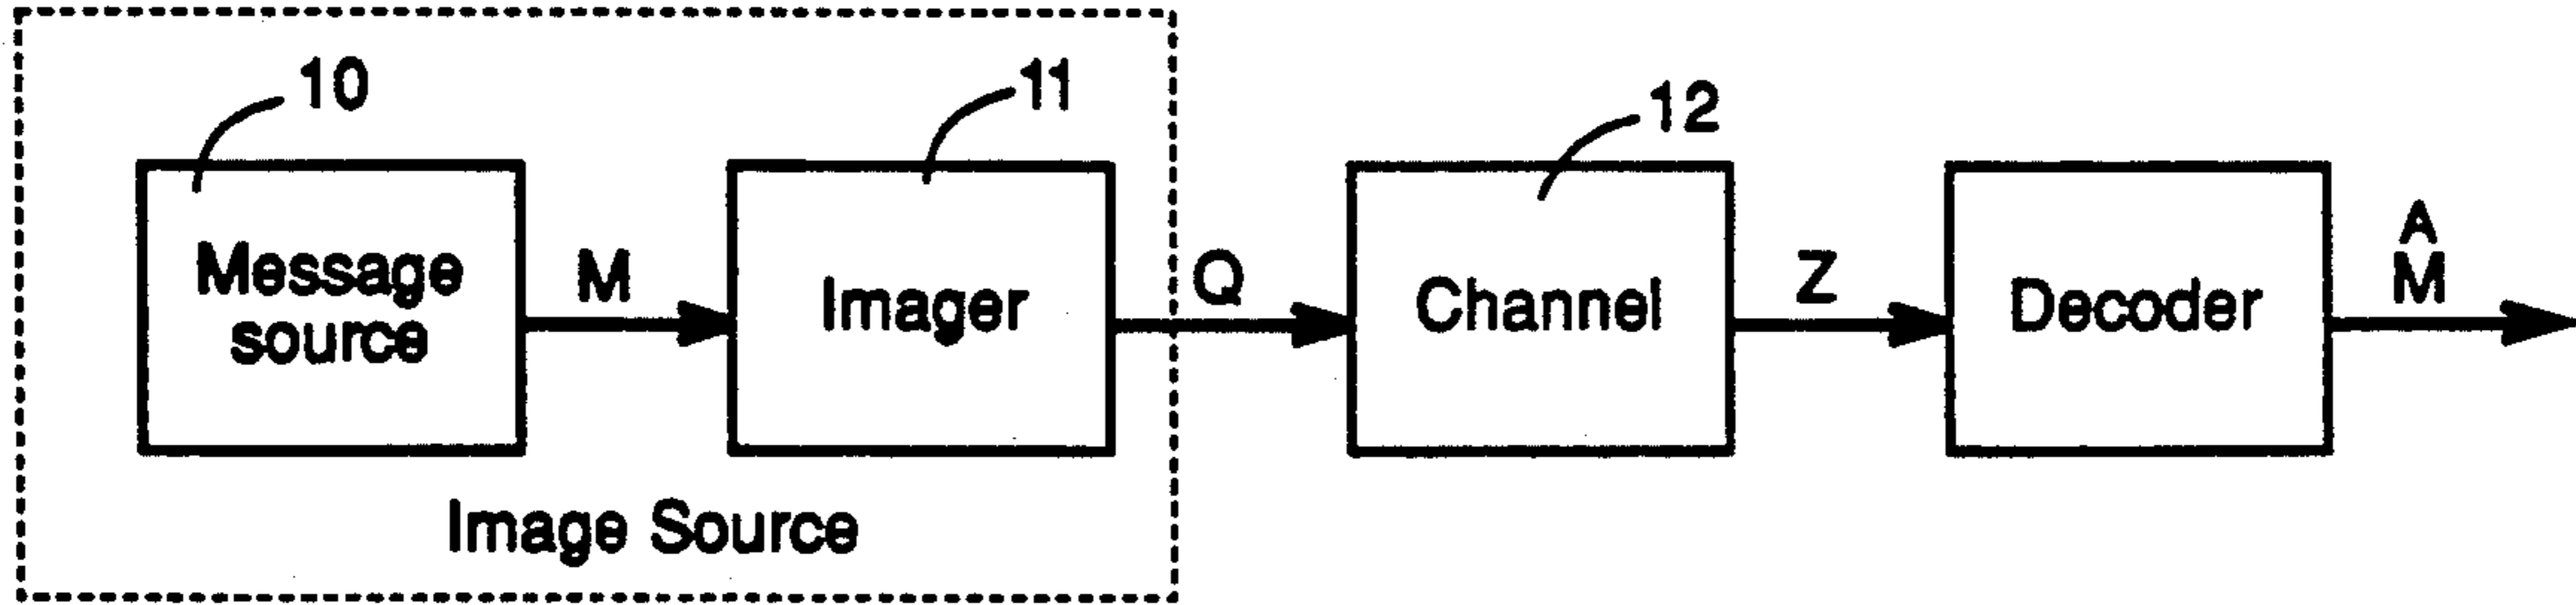 10
11
12
Message
source
M
Imager
Q
Channel
Z
Decoder
M̂
Image Source